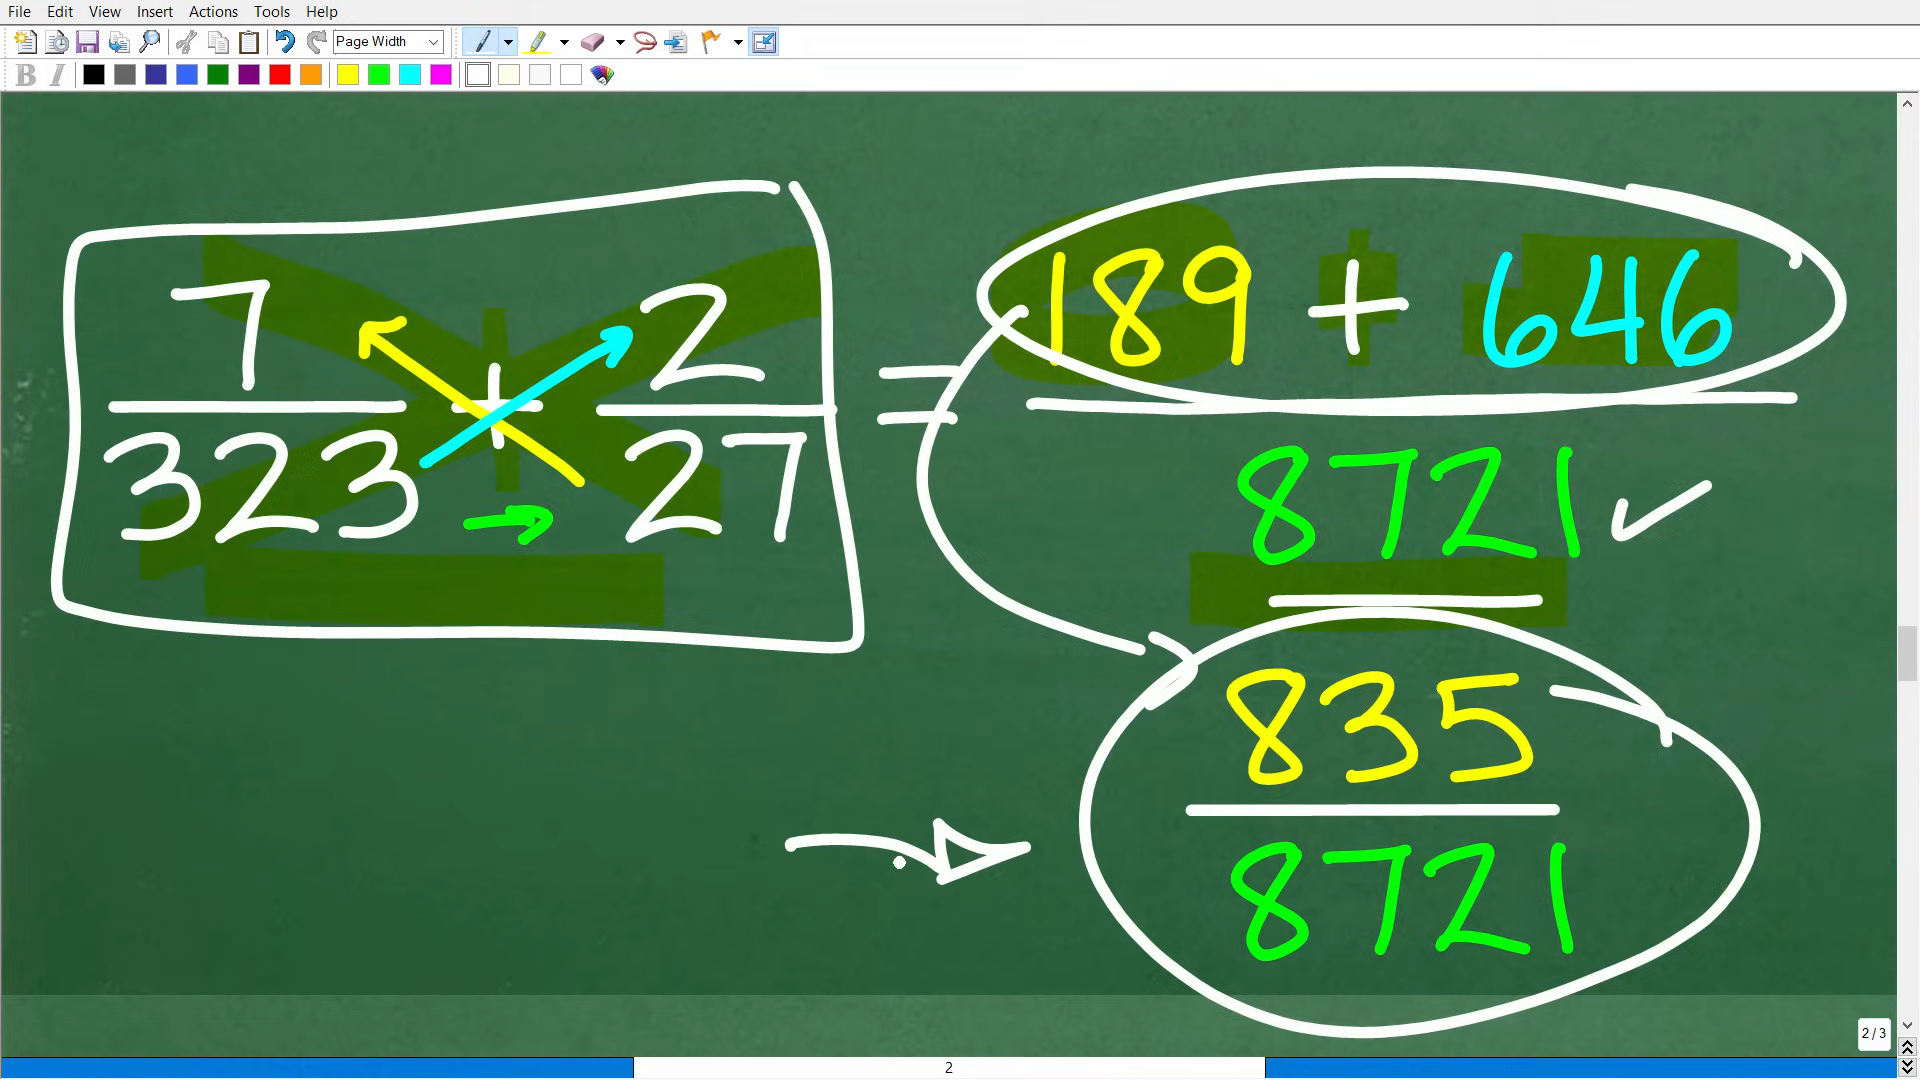 File Edit View Insert Actions Tools Help
Page Width
B I
7/323 + 2/27 = 189 + 646
8721 ✓
835
8721
2 / 3
2